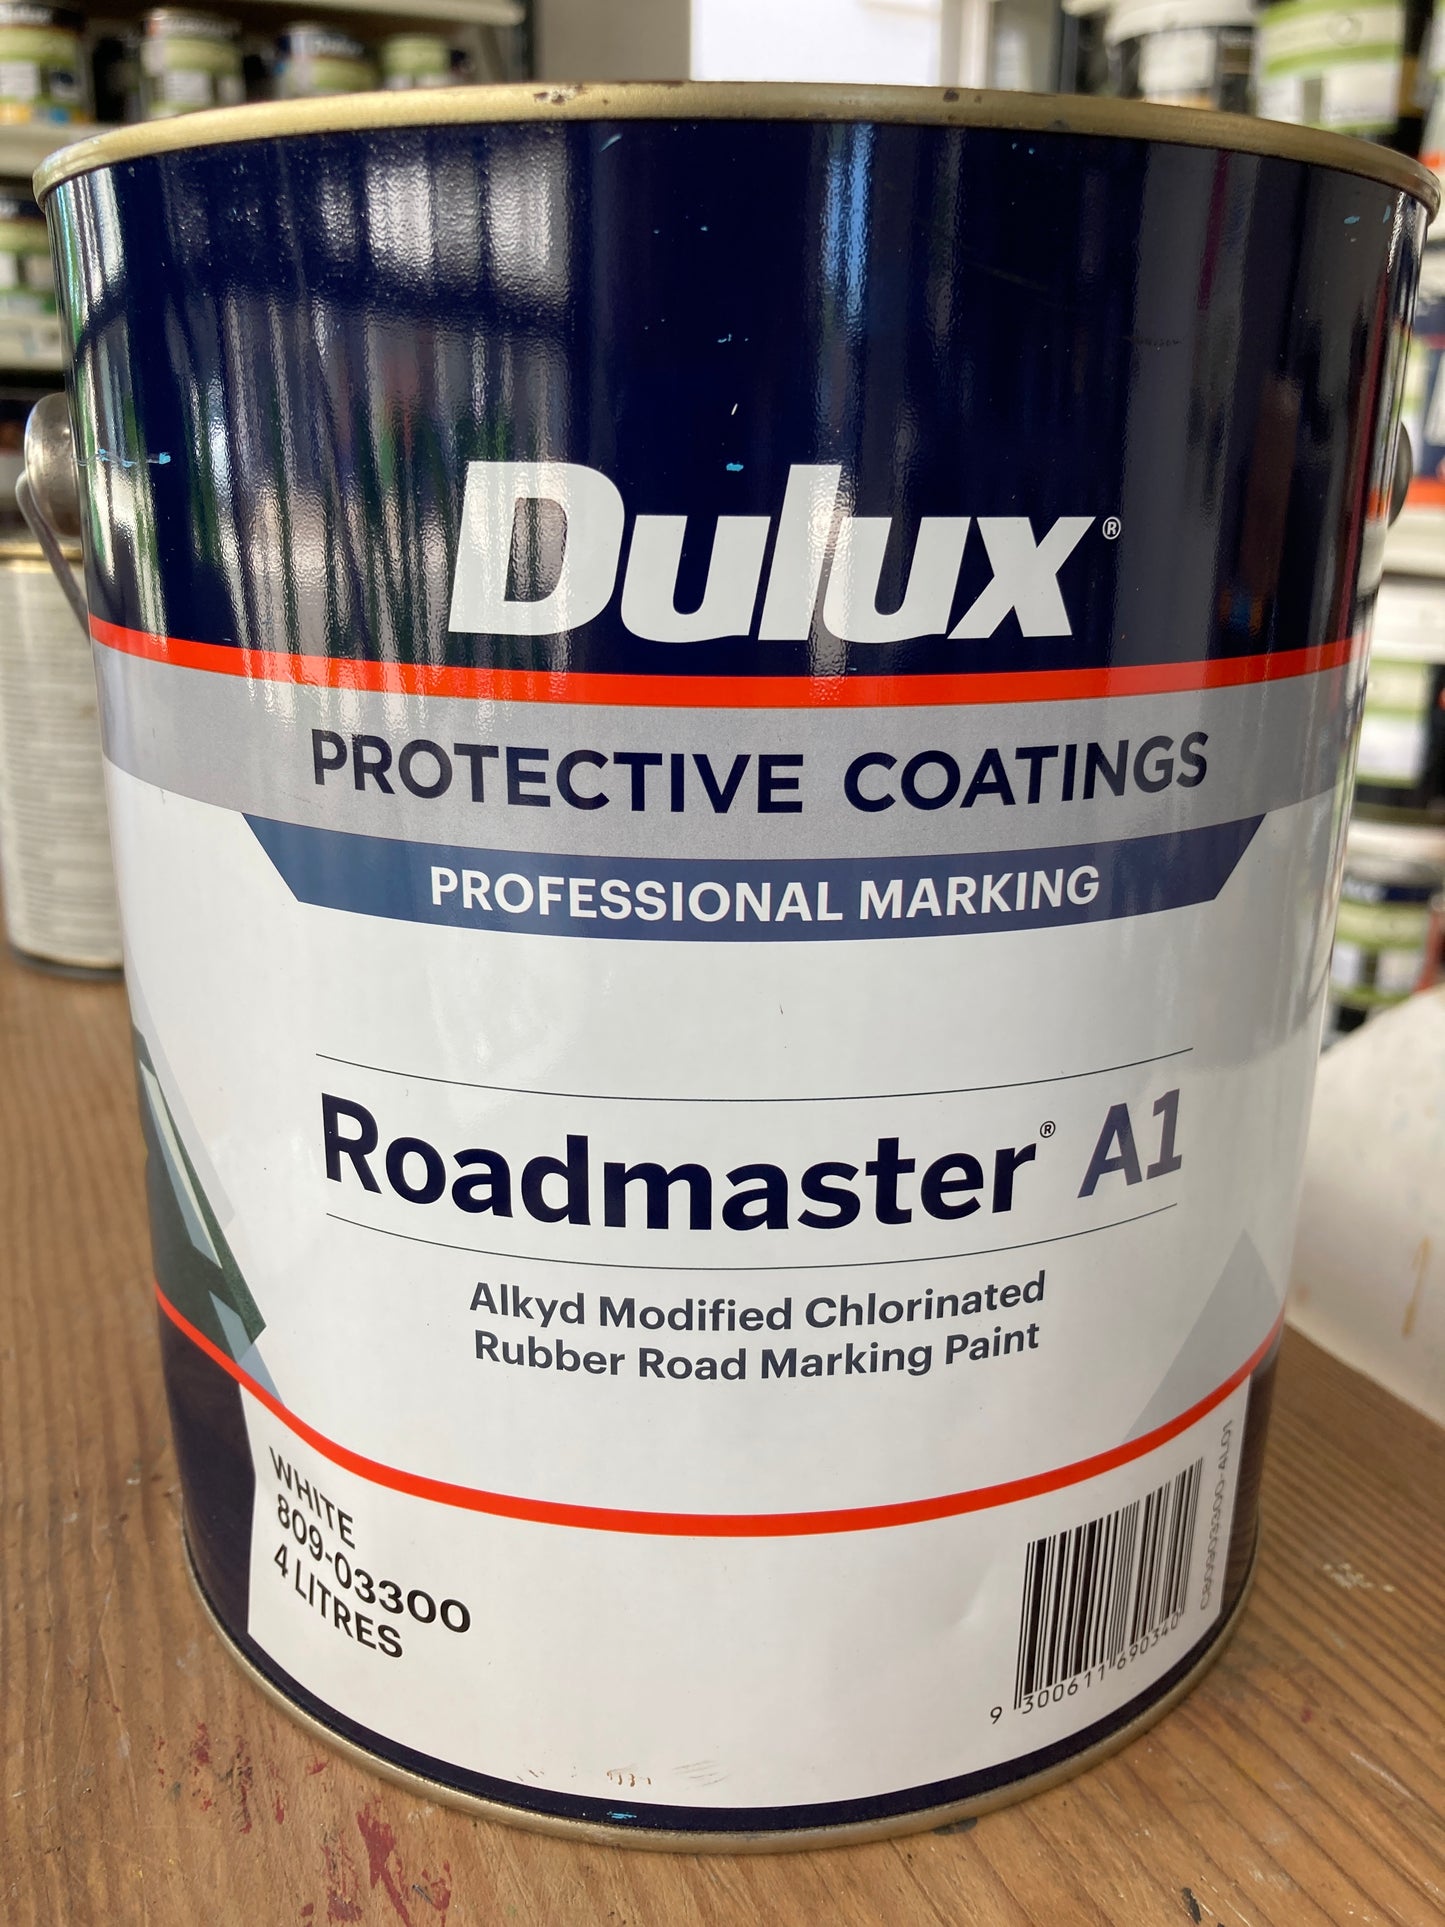 Dulux®
PROTECTIVE COATINGS
PROFESSIONAL MARKING
Roadmaster® A1
Alkyd Modified Chlorinated
Rubber Road Marking Paint
WHITE
809-03300
4 LITRES
9 300611 690340